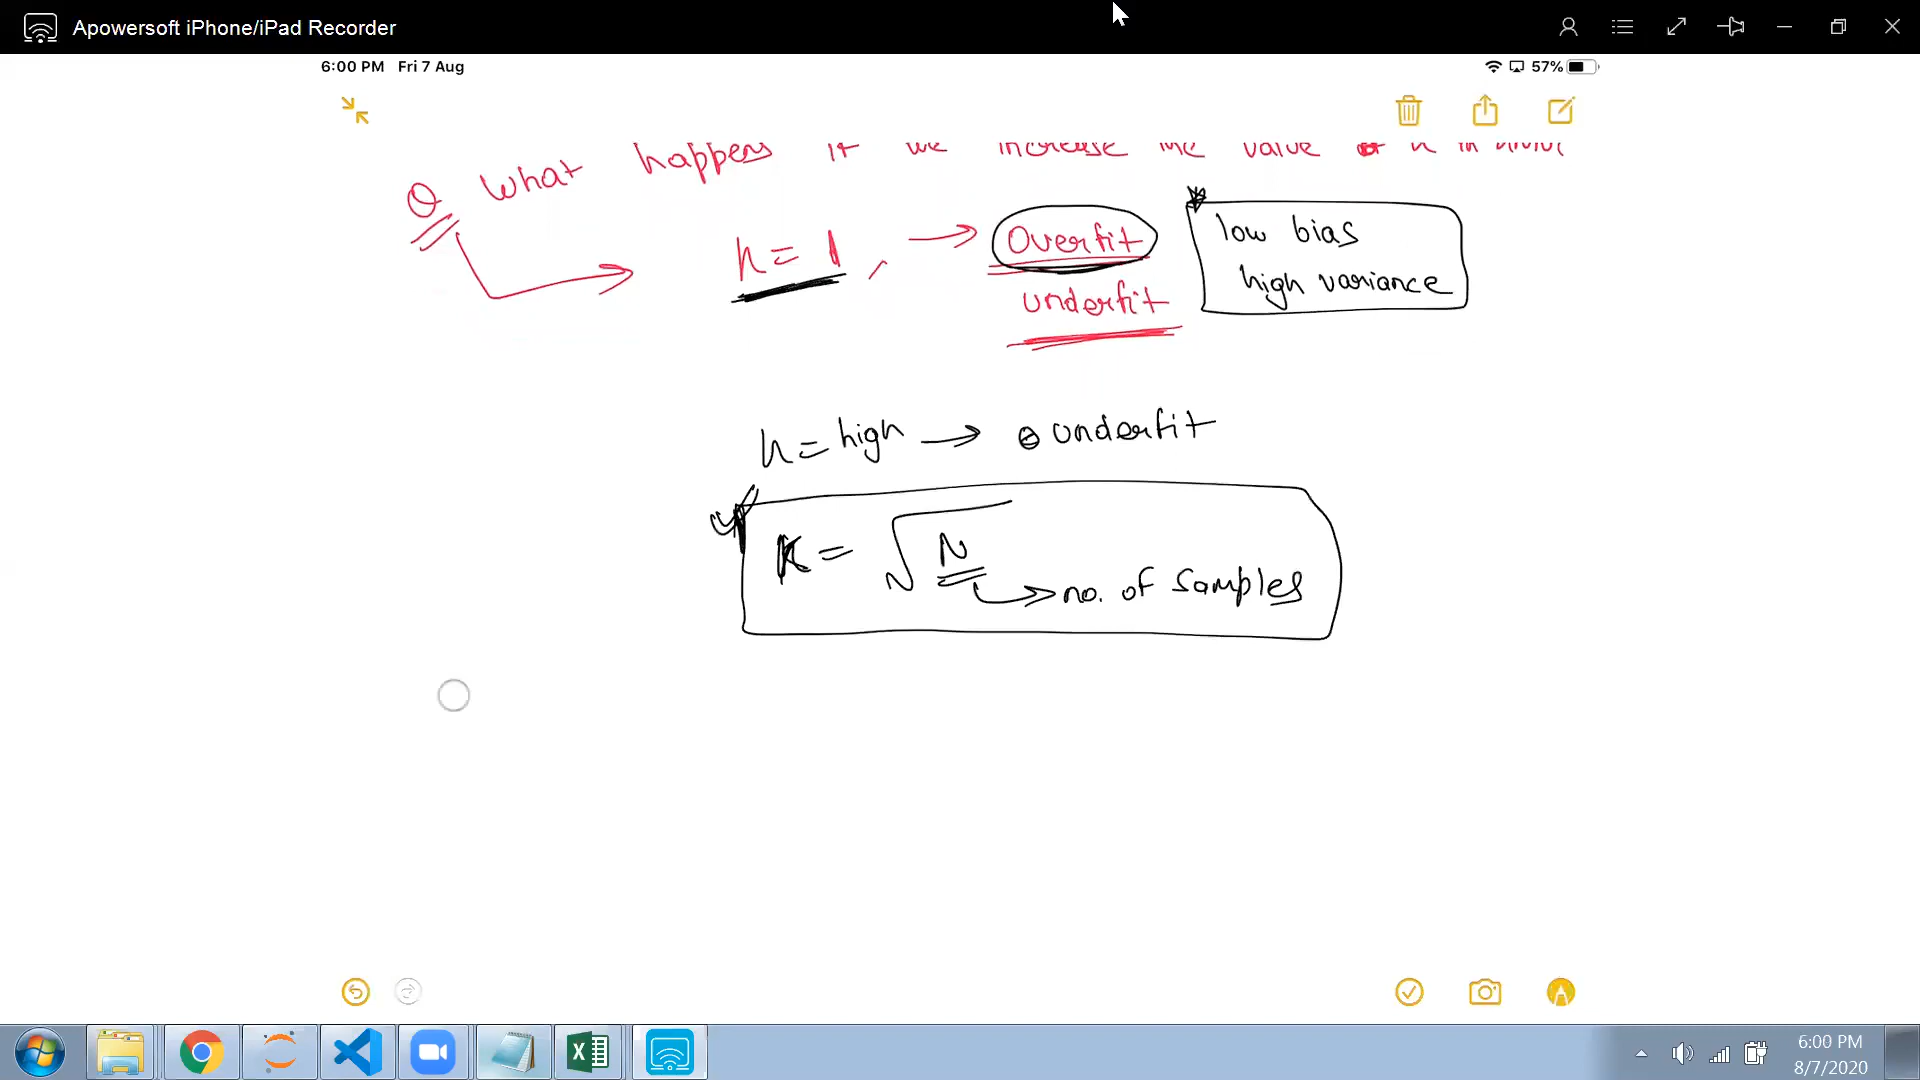 Apowersoft iPhone/iPad Recorder
6:00 PM Fri 7 Aug
57%
Q What happens if we increase the value of k in
k = 1 , → Overfit
underfit
low bias
high variance
k = high → underfit
K = √N
→ no. of samples
6:00 PM
8/7/2020